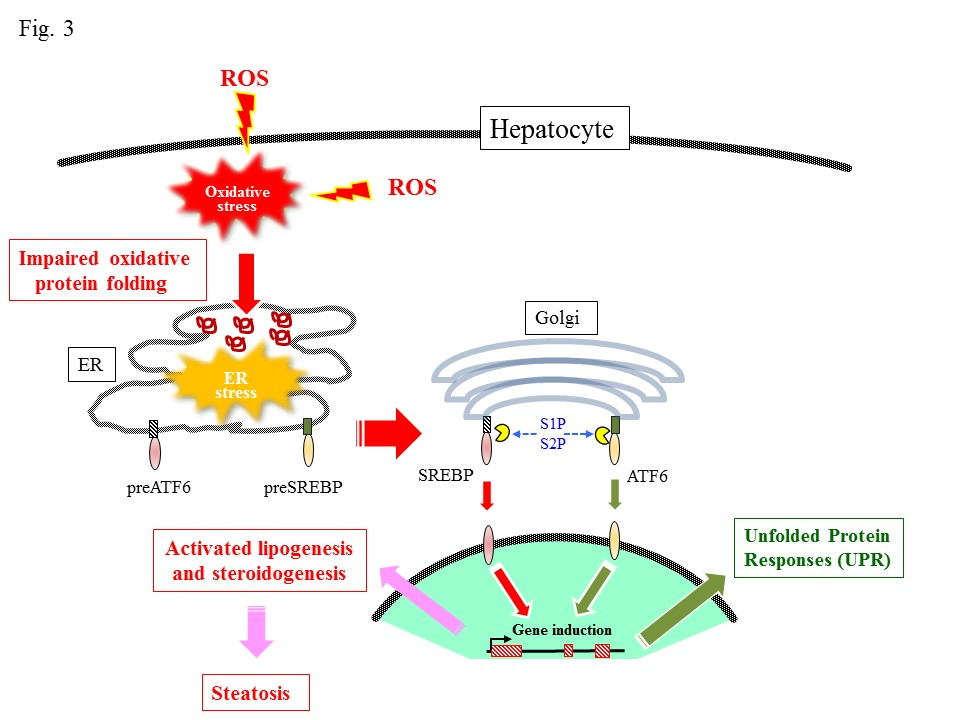 Fig. 3
ROS
Hepatocyte
Oxidative
stress
ROS
Impaired oxidative
protein folding
Golgi
ER
ER
stress
S1P
S2P
preATF6
preSREBP
SREBP
ATF6
Activated lipogenesis
and steroidogenesis
Unfolded Protein
Responses (UPR)
Gene induction
Steatosis